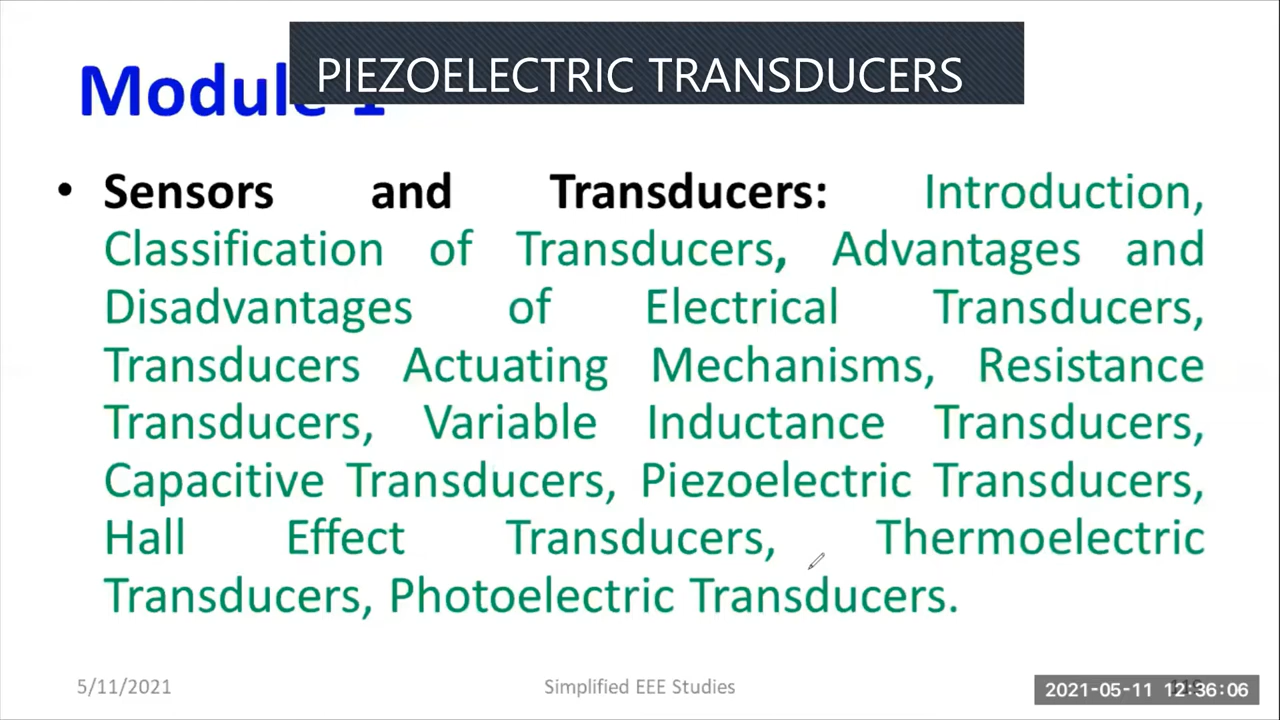 PIEZOELECTRIC TRANSDUCERS
Module 1
• Sensors and Transducers: Introduction,
Classification of Transducers, Advantages and
Disadvantages of Electrical Transducers,
Transducers Actuating Mechanisms, Resistance
Transducers, Variable Inductance Transducers,
Capacitive Transducers, Piezoelectric Transducers,
Hall Effect Transducers, Thermoelectric
Transducers, Photoelectric Transducers.
5/11/2021
Simplified EEE Studies
2021-05-11 12:36:06